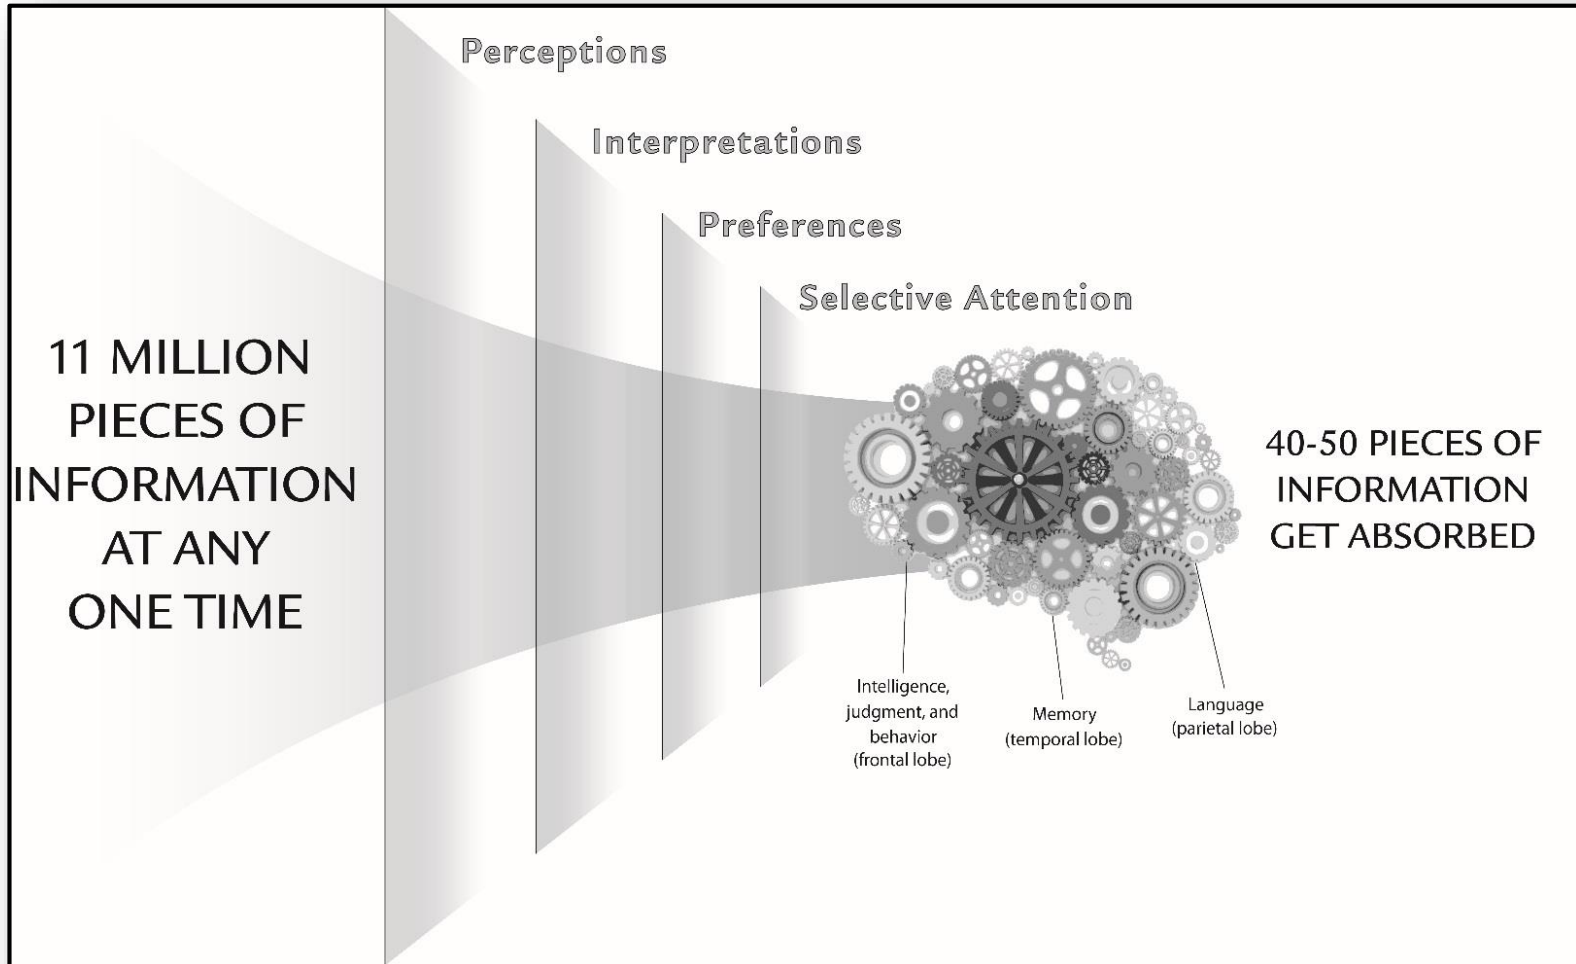 Perceptions
Interpretations
Preferences
Selective Attention
11 MILLION
PIECES OF
INFORMATION
AT ANY
ONE TIME
40-50 PIECES OF
INFORMATION
GET ABSORBED
Intelligence,
judgment, and
behavior
(frontal lobe)
Memory
(temporal lobe)
Language
(parietal lobe)